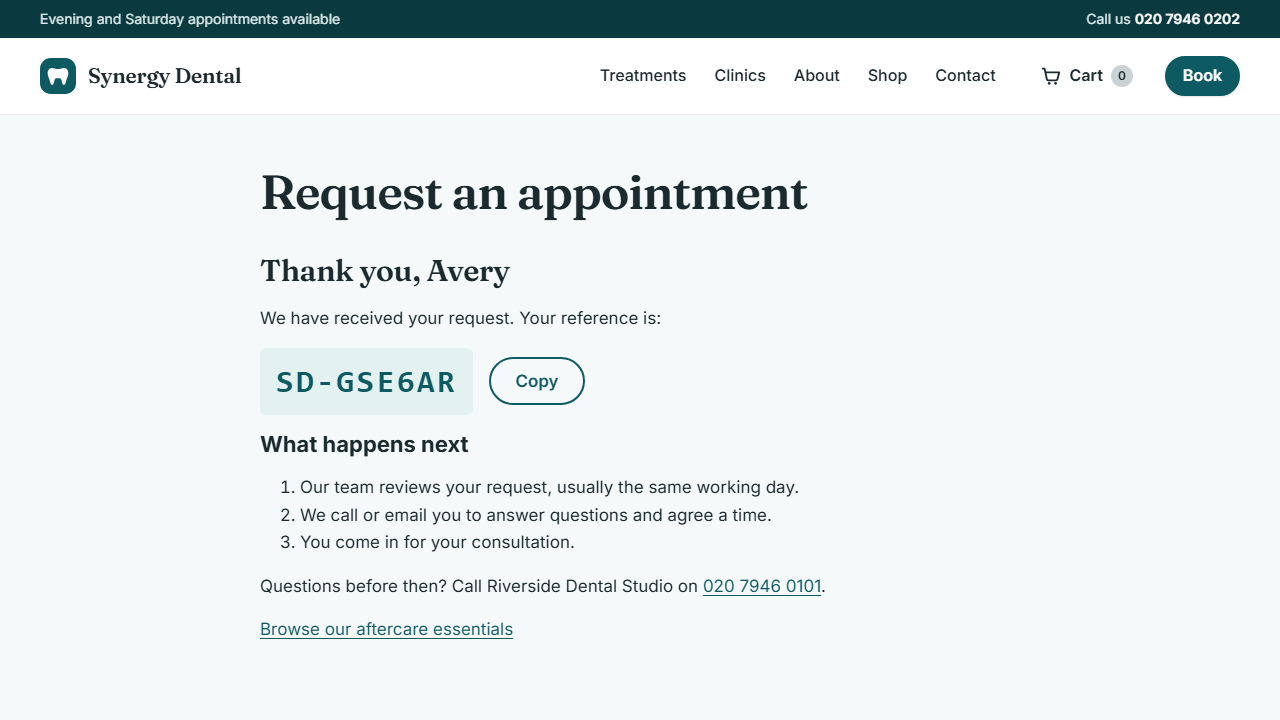 Evening and Saturday appointments available
Call us 020 7946 0202
Synergy Dental
Treatments
Clinics
About
Shop
Contact
Cart 0
Book
Request an appointment
Thank you, Avery
We have received your request. Your reference is:
SD-GSE6AR
Copy
What happens next
1. Our team reviews your request, usually the same working day.
2. We call or email you to answer questions and agree a time.
3. You come in for your consultation.
Questions before then? Call Riverside Dental Studio on 020 7946 0101.
Browse our aftercare essentials